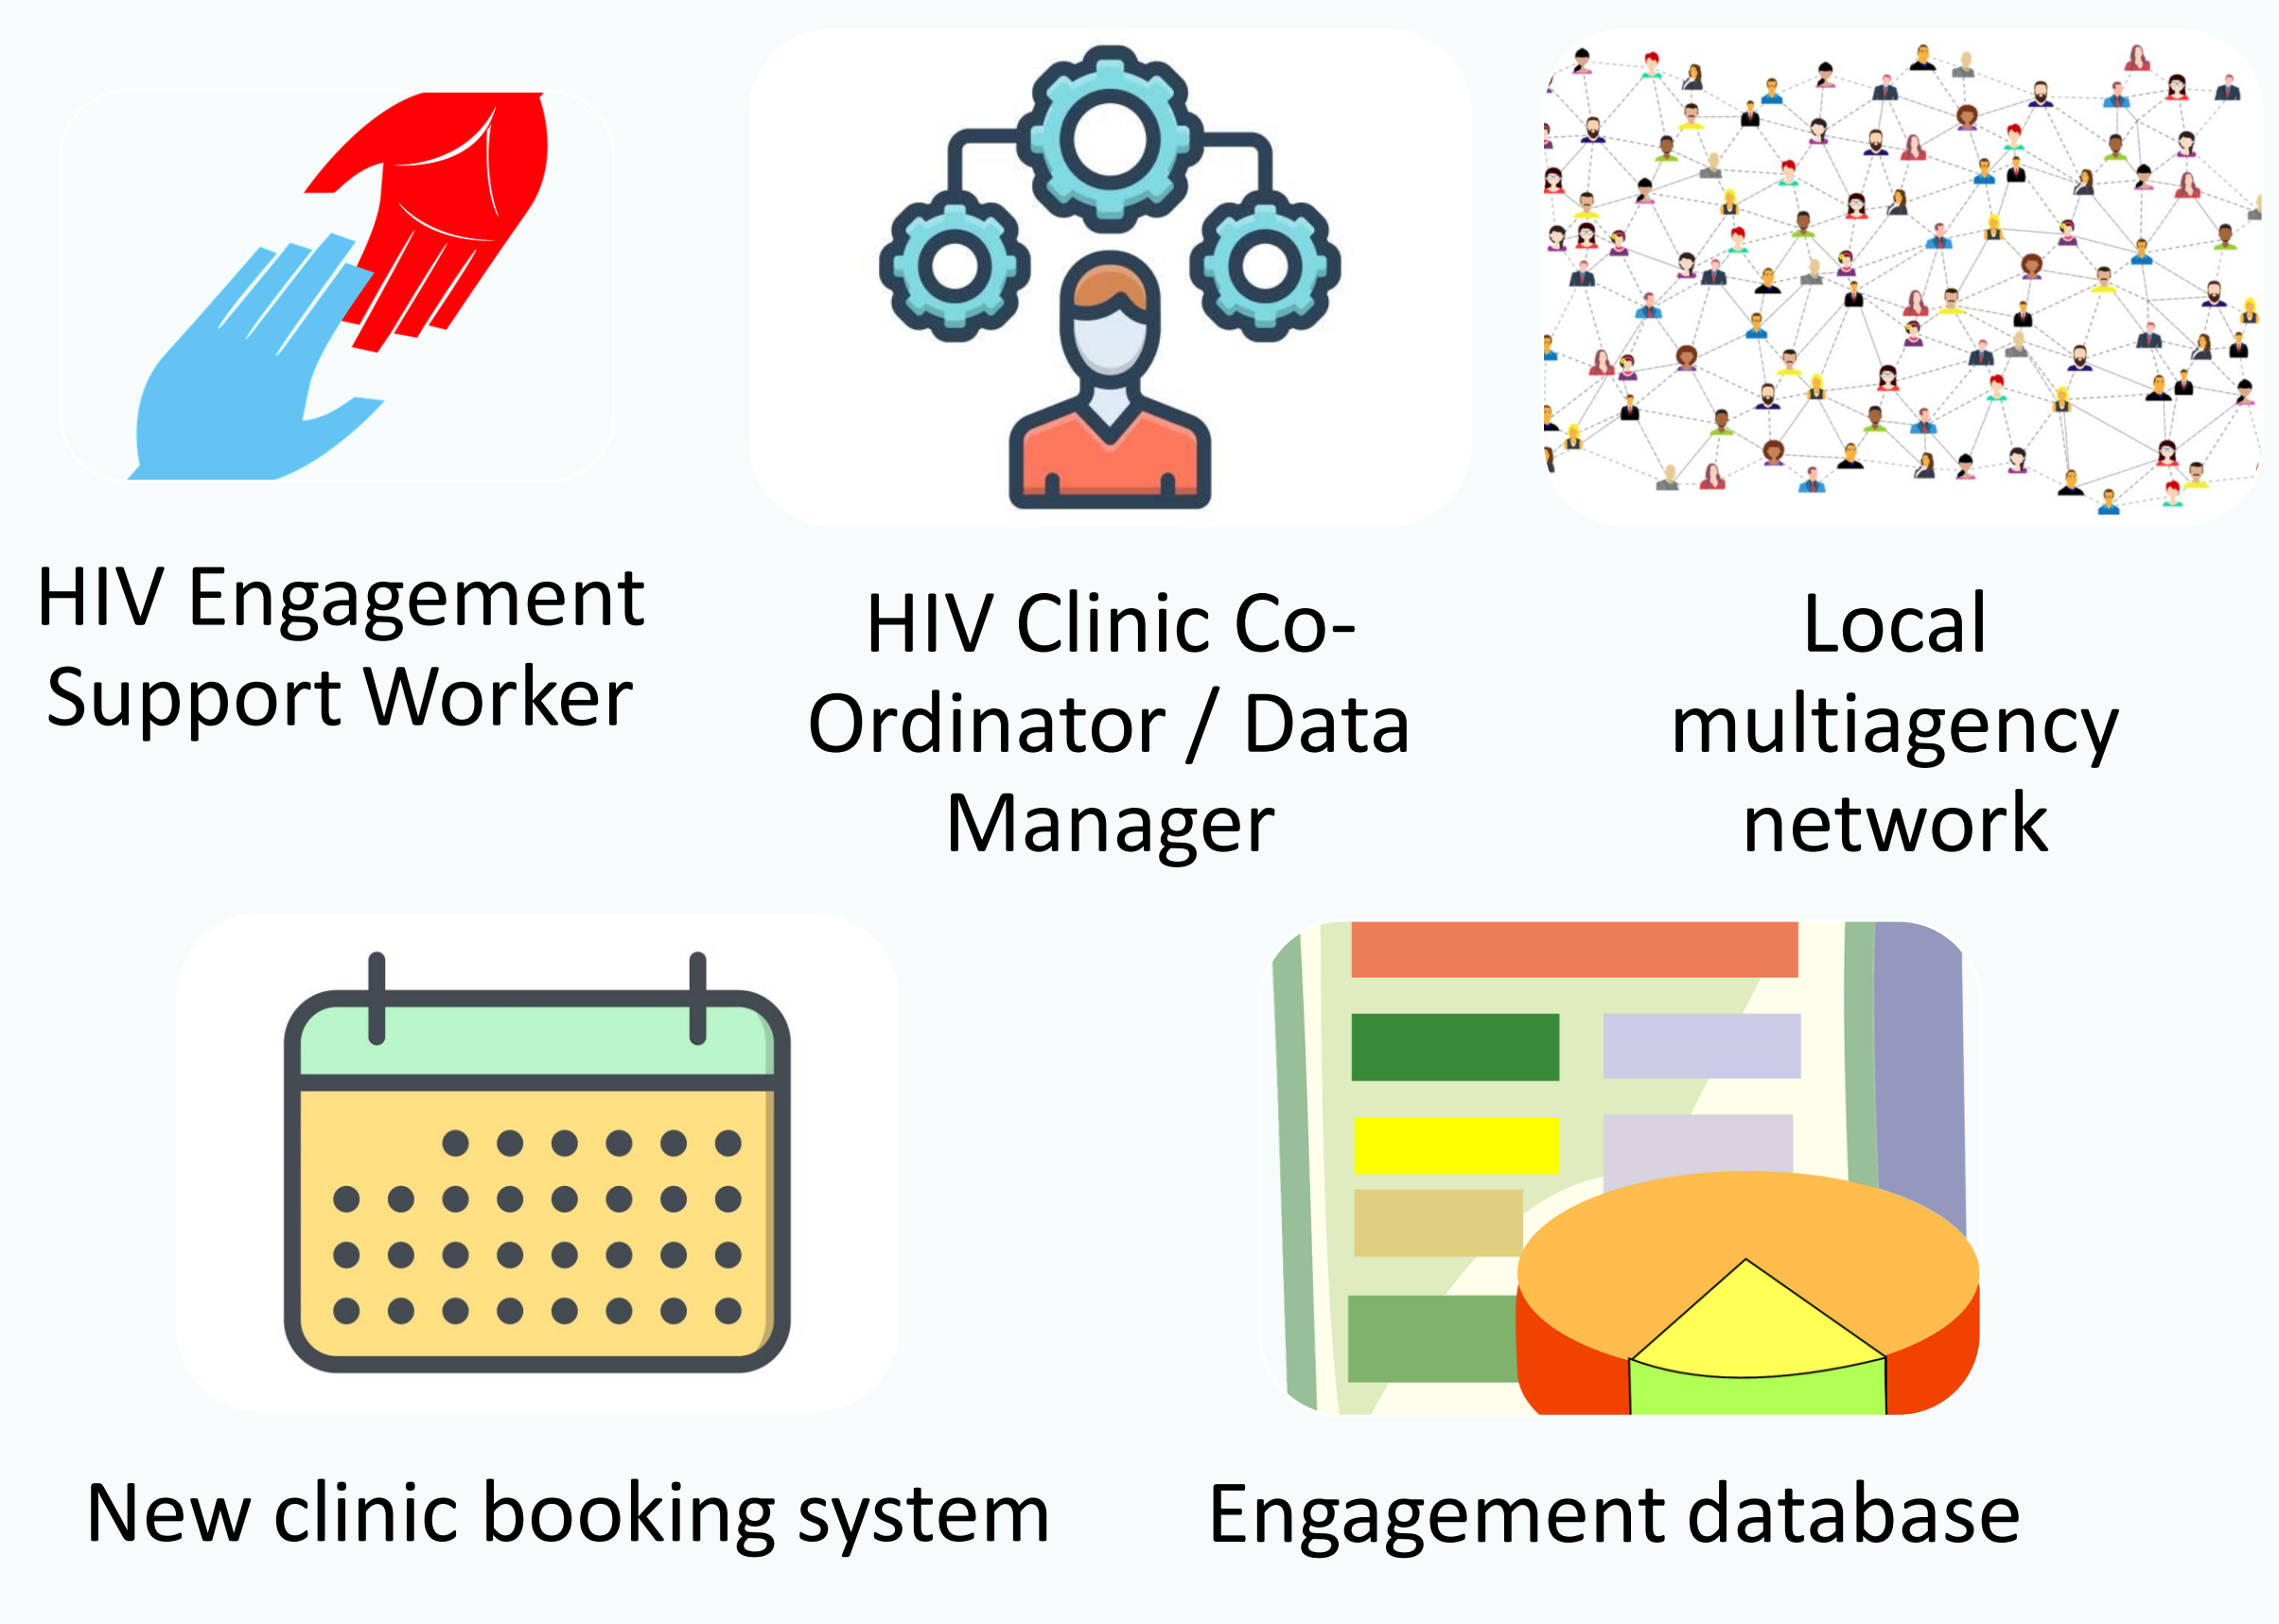 HIV Engagement
Support Worker
HIV Clinic Co-
Ordinator / Data
Manager
Local
multiagency
network
New clinic booking system
Engagement database